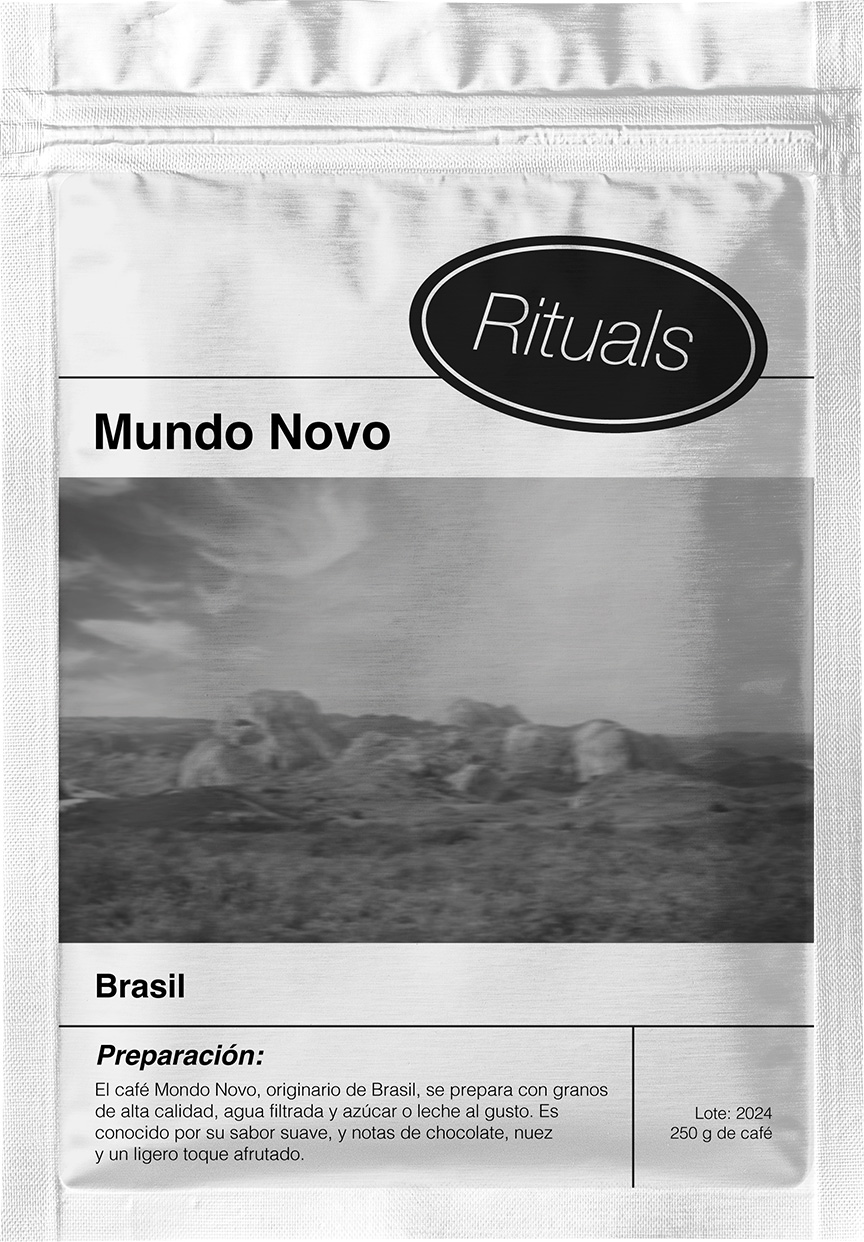 Rituals
Mundo Novo
Brasil
Preparación:
El café Mondo Novo, originario de Brasil, se prepara con granos
de alta calidad, agua filtrada y azúcar o leche al gusto. Es
conocido por su sabor suave, y notas de chocolate, nuez
y un ligero toque afrutado.
Lote: 2024
250 g de café